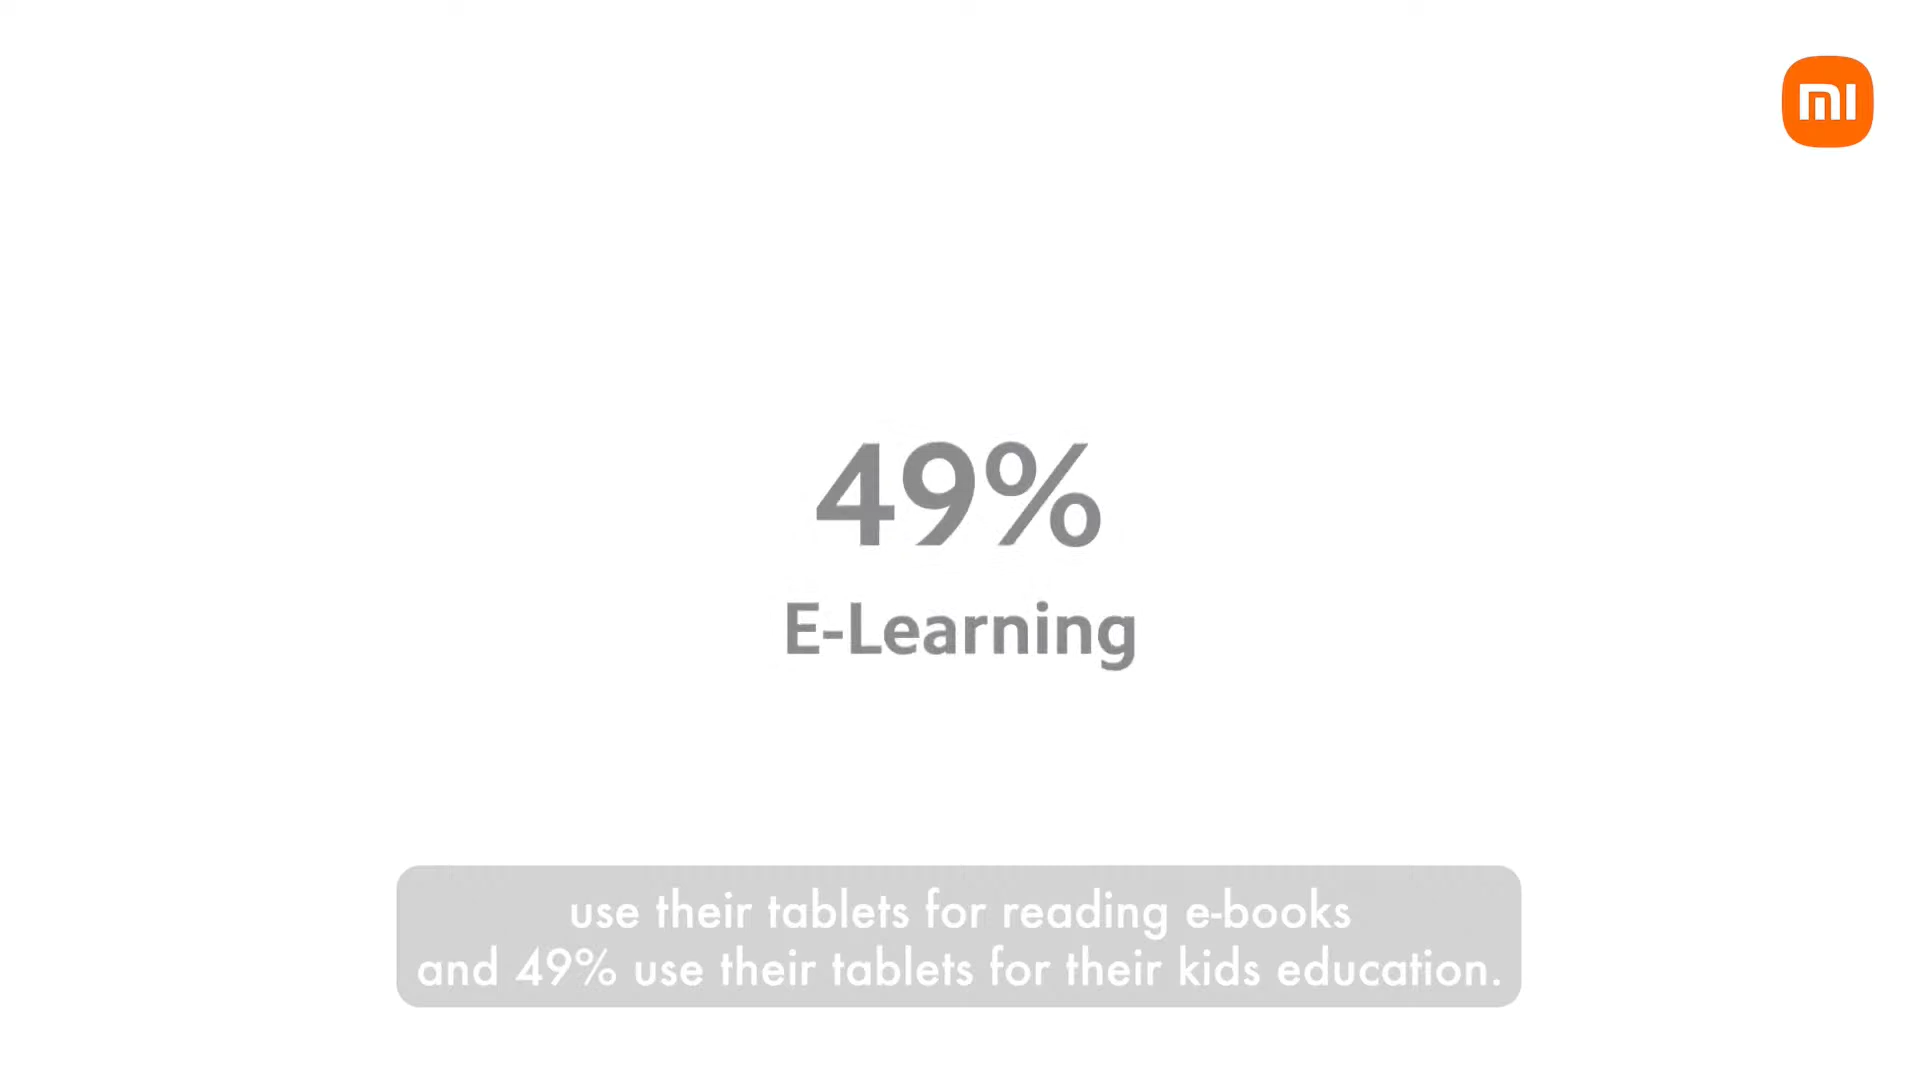 mi
49%
E-Learning
use their tablets for reading e-books
and 49% use their tablets for their kids education.